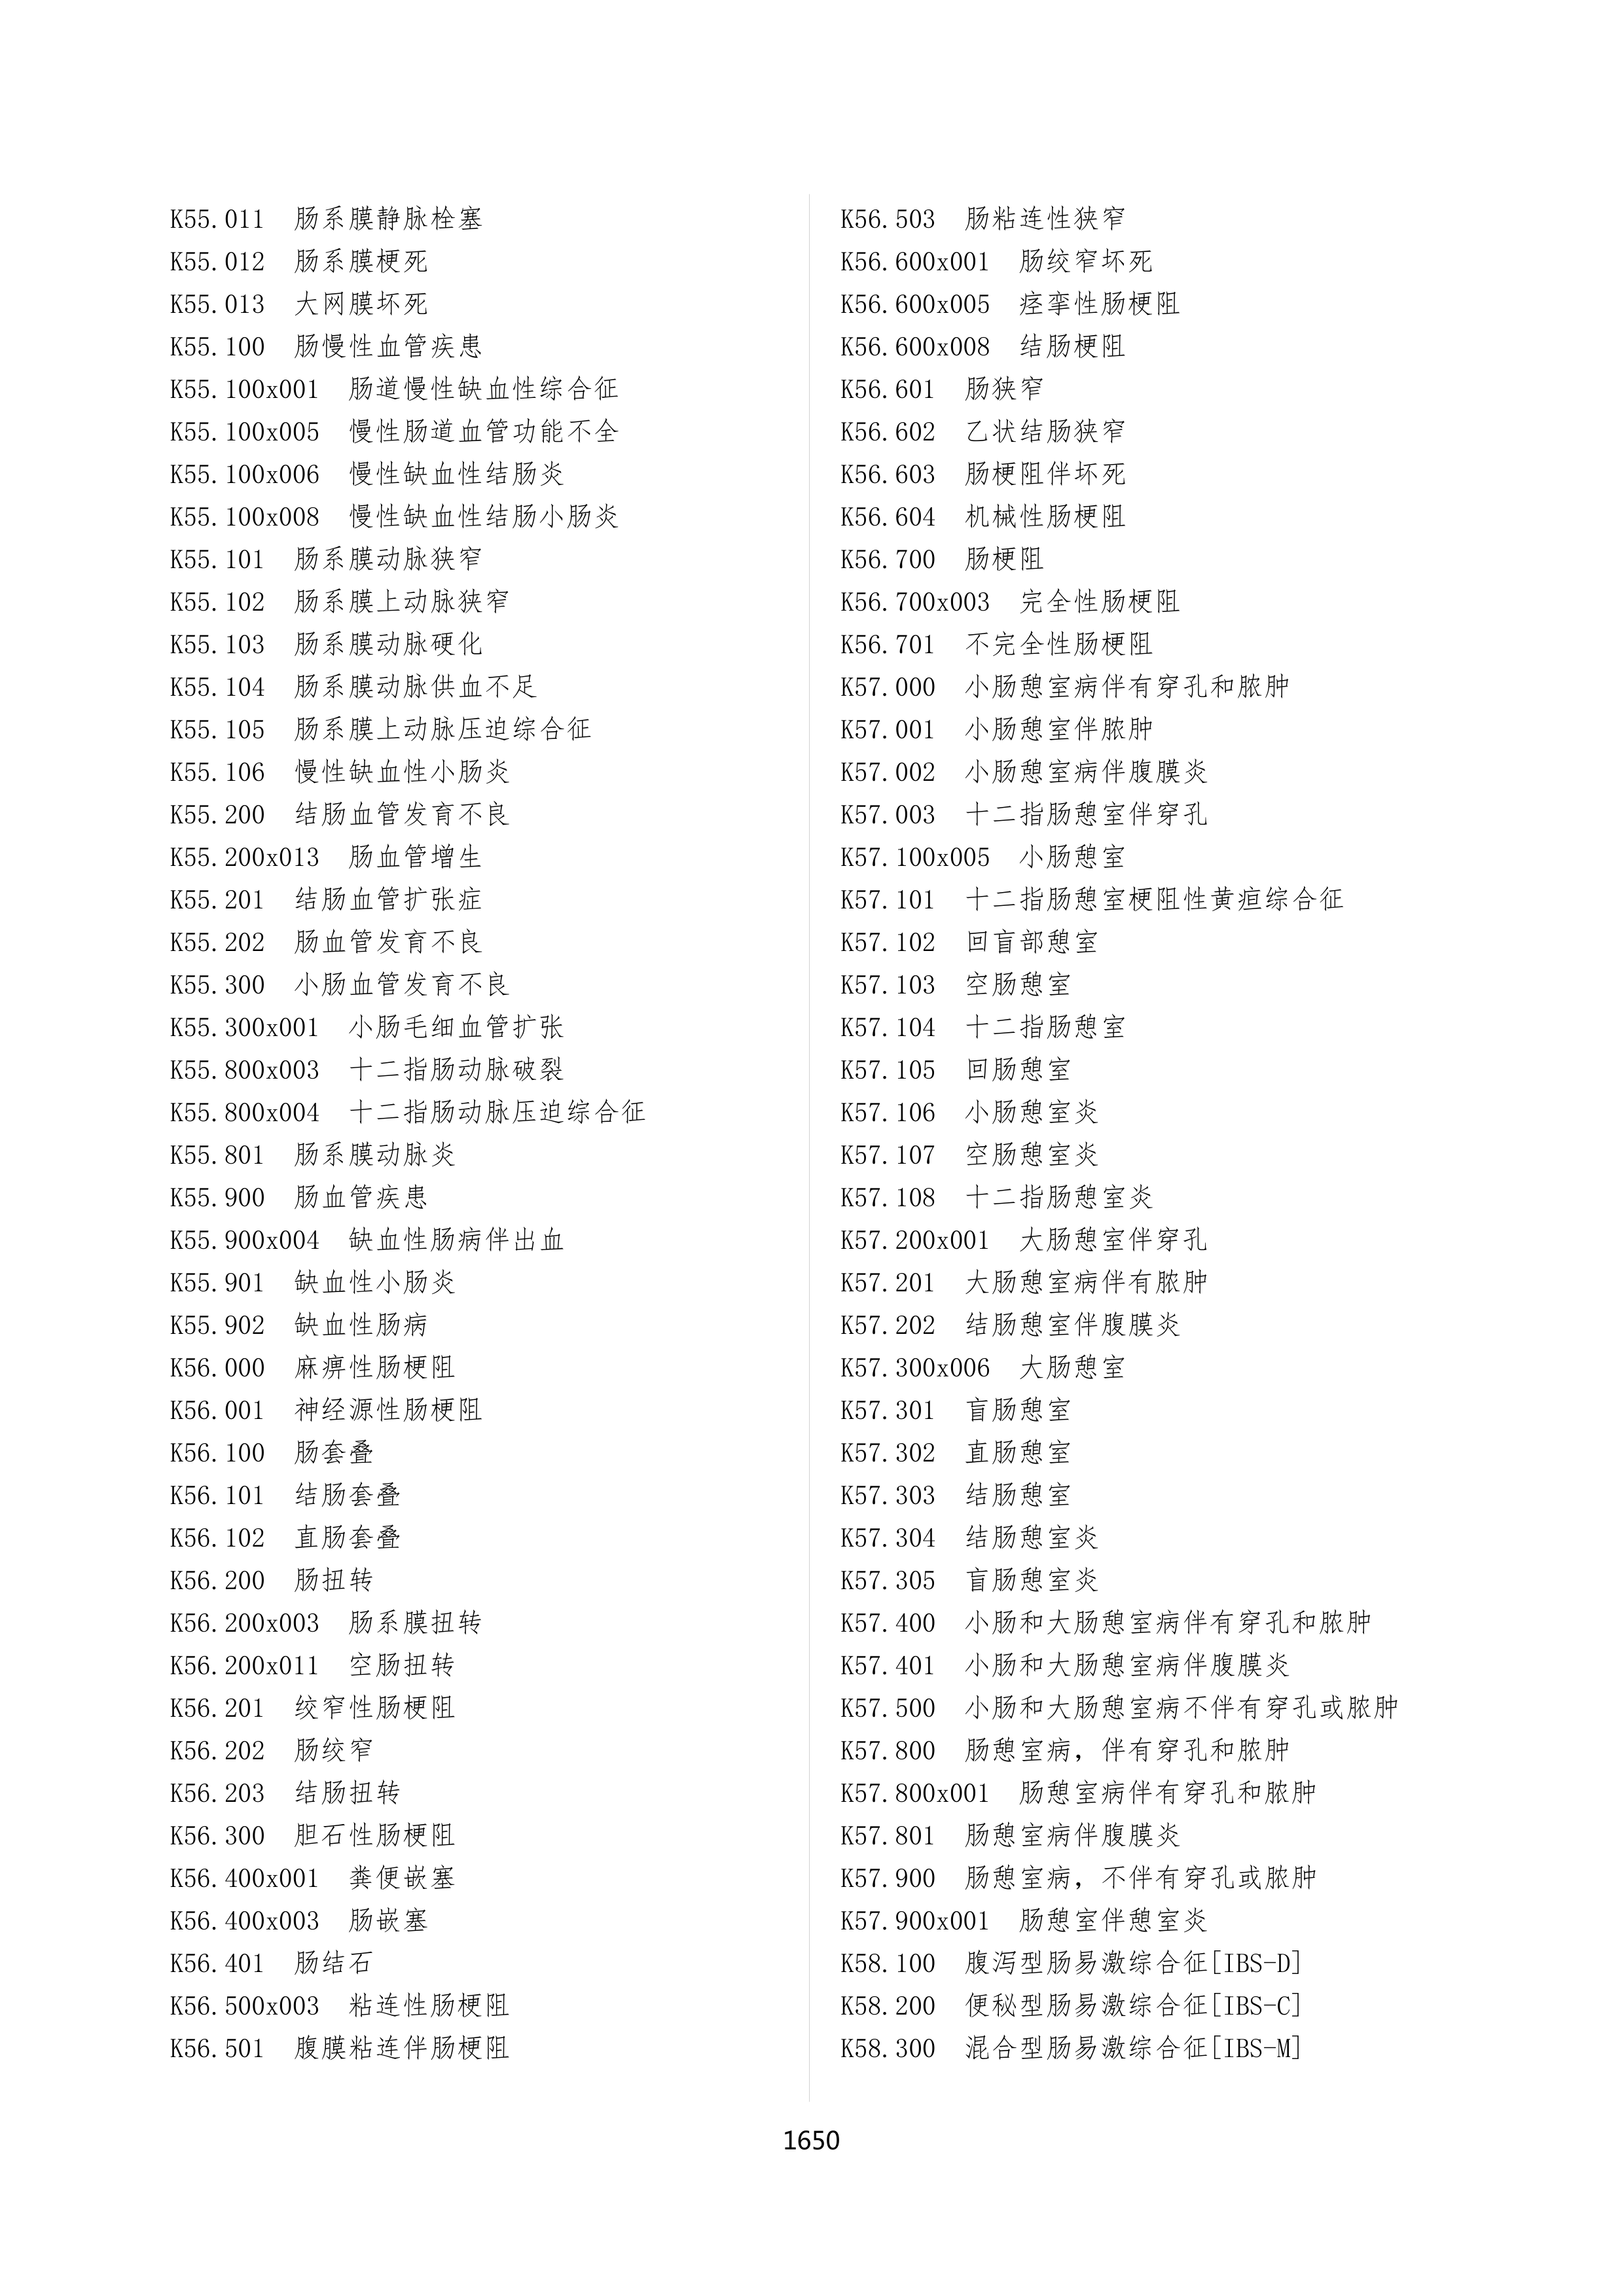 K55.011 肠系膜静脉栓塞
K55.012 肠系膜梗死
K55.013 大网膜坏死
K55.100 肠慢性血管疾患
K55.100x001 肠道慢性缺血性综合征
K55.100x005 慢性肠道血管功能不全
K55.100x006 慢性缺血性结肠炎
K55.100x008 慢性缺血性结肠小肠炎
K55.101 肠系膜动脉狭窄
K55.102 肠系膜上动脉狭窄
K55.103 肠系膜动脉硬化
K55.104 肠系膜动脉供血不足
K55.105 肠系膜上动脉压迫综合征
K55.106 慢性缺血性小肠炎
K55.200 结肠血管发育不良
K55.200x013 肠血管增生
K55.201 结肠血管扩张症
K55.202 肠血管发育不良
K55.300 小肠血管发育不良
K55.300x001 小肠毛细血管扩张
K55.800x003 十二指肠动脉破裂
K55.800x004 十二指肠动脉压迫综合征
K55.801 肠系膜动脉炎
K55.900 肠血管疾患
K55.900x004 缺血性肠病伴出血
K55.901 缺血性小肠炎
K55.902 缺血性肠病
K56.000 麻痹性肠梗阻
K56.001 神经源性肠梗阻
K56.100 肠套叠
K56.101 结肠套叠
K56.102 直肠套叠
K56.200 肠扭转
K56.200x003 肠系膜扭转
K56.200x011 空肠扭转
K56.201 绞窄性肠梗阻
K56.202 肠绞窄
K56.203 结肠扭转
K56.300 胆石性肠梗阻
K56.400x001 粪便嵌塞
K56.400x003 肠嵌塞
K56.401 肠结石
K56.500x003 粘连性肠梗阻
K56.501 腹膜粘连伴肠梗阻
K56.503 肠粘连性狭窄
K56.600x001 肠绞窄坏死
K56.600x005 痉挛性肠梗阻
K56.600x008 结肠梗阻
K56.601 肠狭窄
K56.602 乙状结肠狭窄
K56.603 肠梗阻伴坏死
K56.604 机械性肠梗阻
K56.700 肠梗阻
K56.700x003 完全性肠梗阻
K56.701 不完全性肠梗阻
K57.000 小肠憩室病伴有穿孔和脓肿
K57.001 小肠憩室伴脓肿
K57.002 小肠憩室病伴腹膜炎
K57.003 十二指肠憩室伴穿孔
K57.100x005 小肠憩室
K57.101 十二指肠憩室梗阻性黄疸综合征
K57.102 回盲部憩室
K57.103 空肠憩室
K57.104 十二指肠憩室
K57.105 回肠憩室
K57.106 小肠憩室炎
K57.107 空肠憩室炎
K57.108 十二指肠憩室炎
K57.200x001 大肠憩室伴穿孔
K57.201 大肠憩室病伴有脓肿
K57.202 结肠憩室伴腹膜炎
K57.300x006 大肠憩室
K57.301 盲肠憩室
K57.302 直肠憩室
K57.303 结肠憩室
K57.304 结肠憩室炎
K57.305 盲肠憩室炎
K57.400 小肠和大肠憩室病伴有穿孔和脓肿
K57.401 小肠和大肠憩室病伴腹膜炎
K57.500 小肠和大肠憩室病不伴有穿孔或脓肿
K57.800 肠憩室病，伴有穿孔和脓肿
K57.800x001 肠憩室病伴有穿孔和脓肿
K57.801 肠憩室病伴腹膜炎
K57.900 肠憩室病，不伴有穿孔或脓肿
K57.900x001 肠憩室伴憩室炎
K58.100 腹泻型肠易激综合征[IBS-D]
K58.200 便秘型肠易激综合征[IBS-C]
K58.300 混合型肠易激综合征[IBS-M]
1650